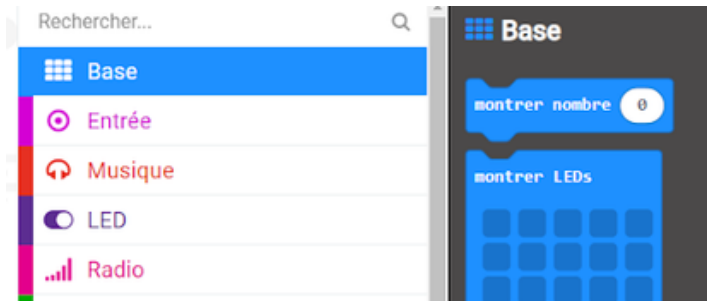 Rechercher...
Base
Entrée
Musique
LED
Radio
Base
montrer nombre 0
montrer LEDs